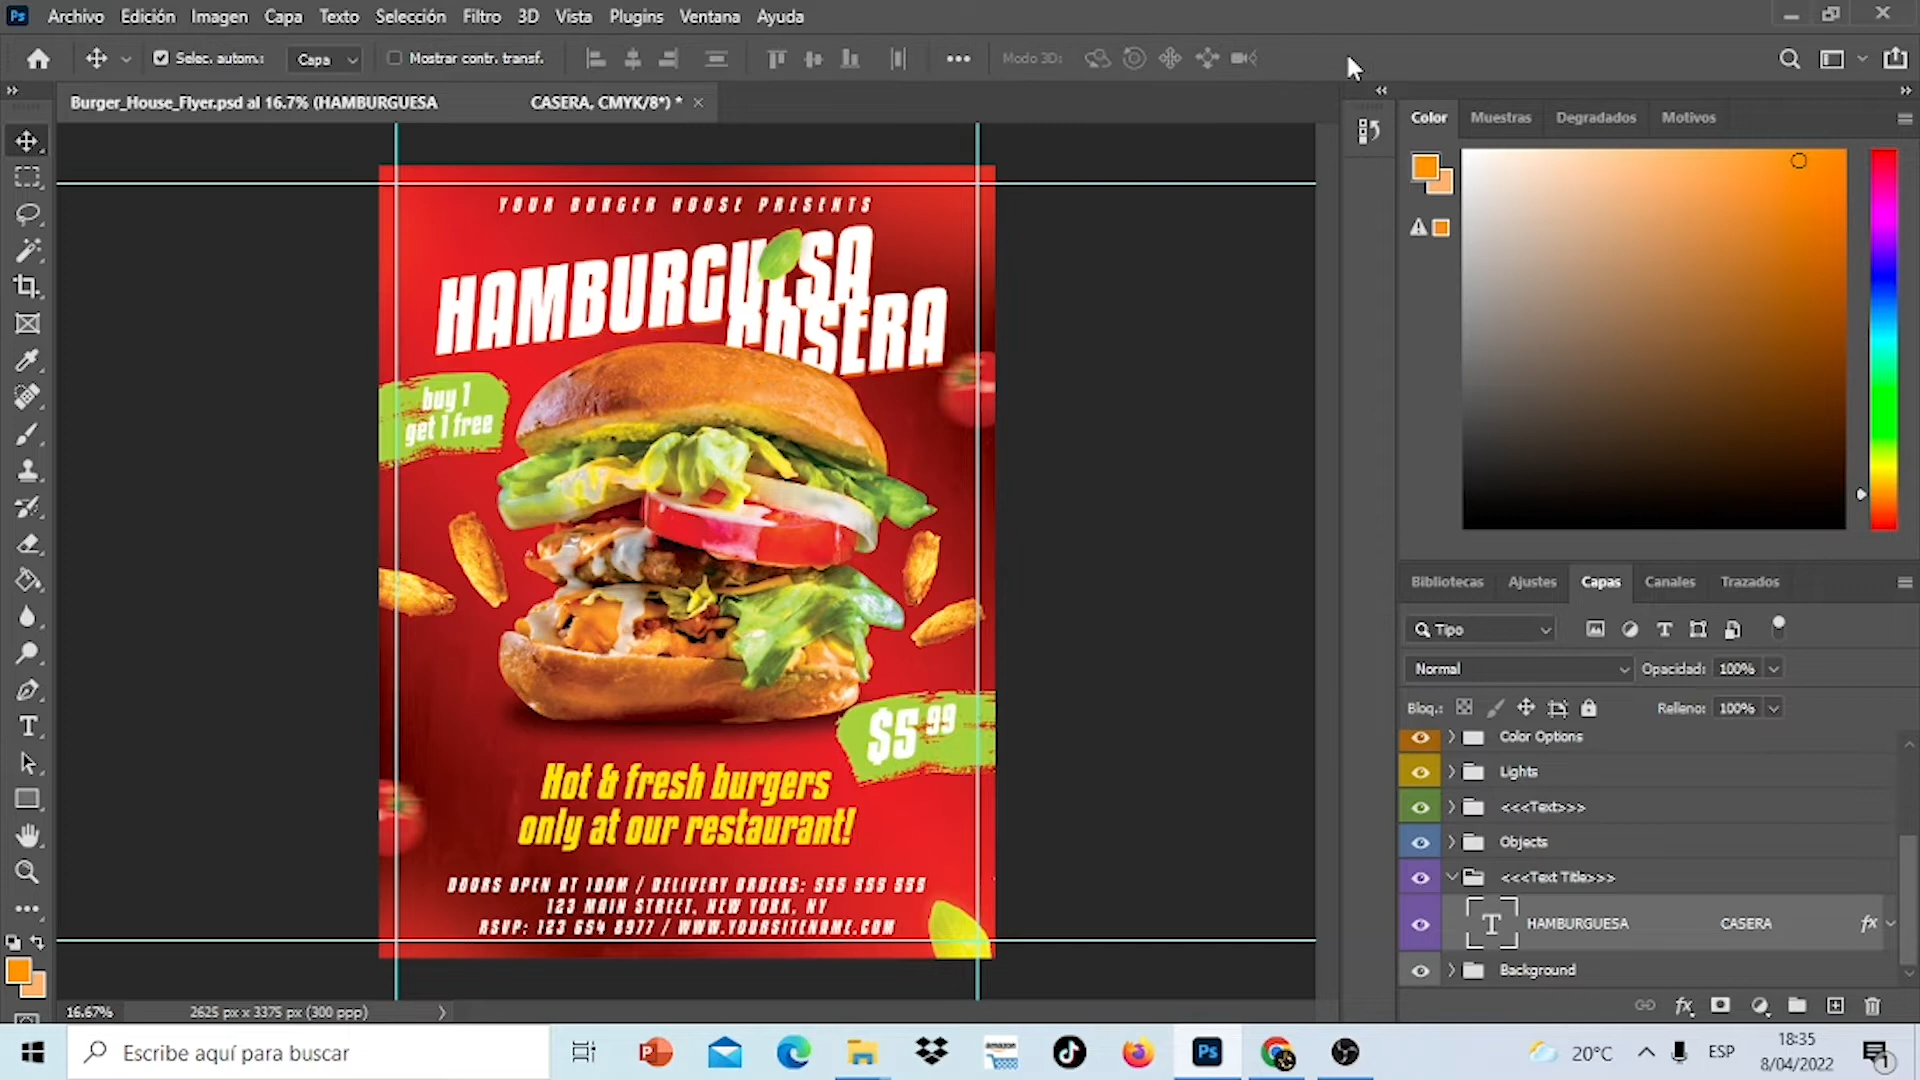 Ps Archivo Edición Imagen Capa Texto Selección Filtro 3D Vista Plugins Ventana Ayuda
Selec. autom.: Capa Mostrar contr. transf. Modo 3D:
Burger_House_Flyer.psd al 16.7% (HAMBURGUESA CASERA, CMYK/8*) *
YOUR BURGER HOUSE PRESENTS
HAMBURGUESA
CASERA
buy 1
get 1 free
$5 99
Hot & fresh burgers
only at our restaurant!
DOORS OPEN AT 10AM / DELIVERY ORDERS: 555 555 555
123 MAIN STREET, NEW YORK, NY
RSVP: 123 654 8977 / WWW.YOURSITENAME.COM
16.67% 2625 px x 3375 px (300 ppp)
Color Muestras Degradados Motivos
Bibliotecas Ajustes Capas Canales Trazados
Tipo
Normal Opacidad: 100%
Bloq.: Relleno: 100%
Color Options
Lights
<<<Text>>>
Objects
<<<Text Title>>>
T HAMBURGUESA CASERA fx
Background
Escribe aquí para buscar
amazon
Ps
20°C ESP
18:35
8/04/2022
1